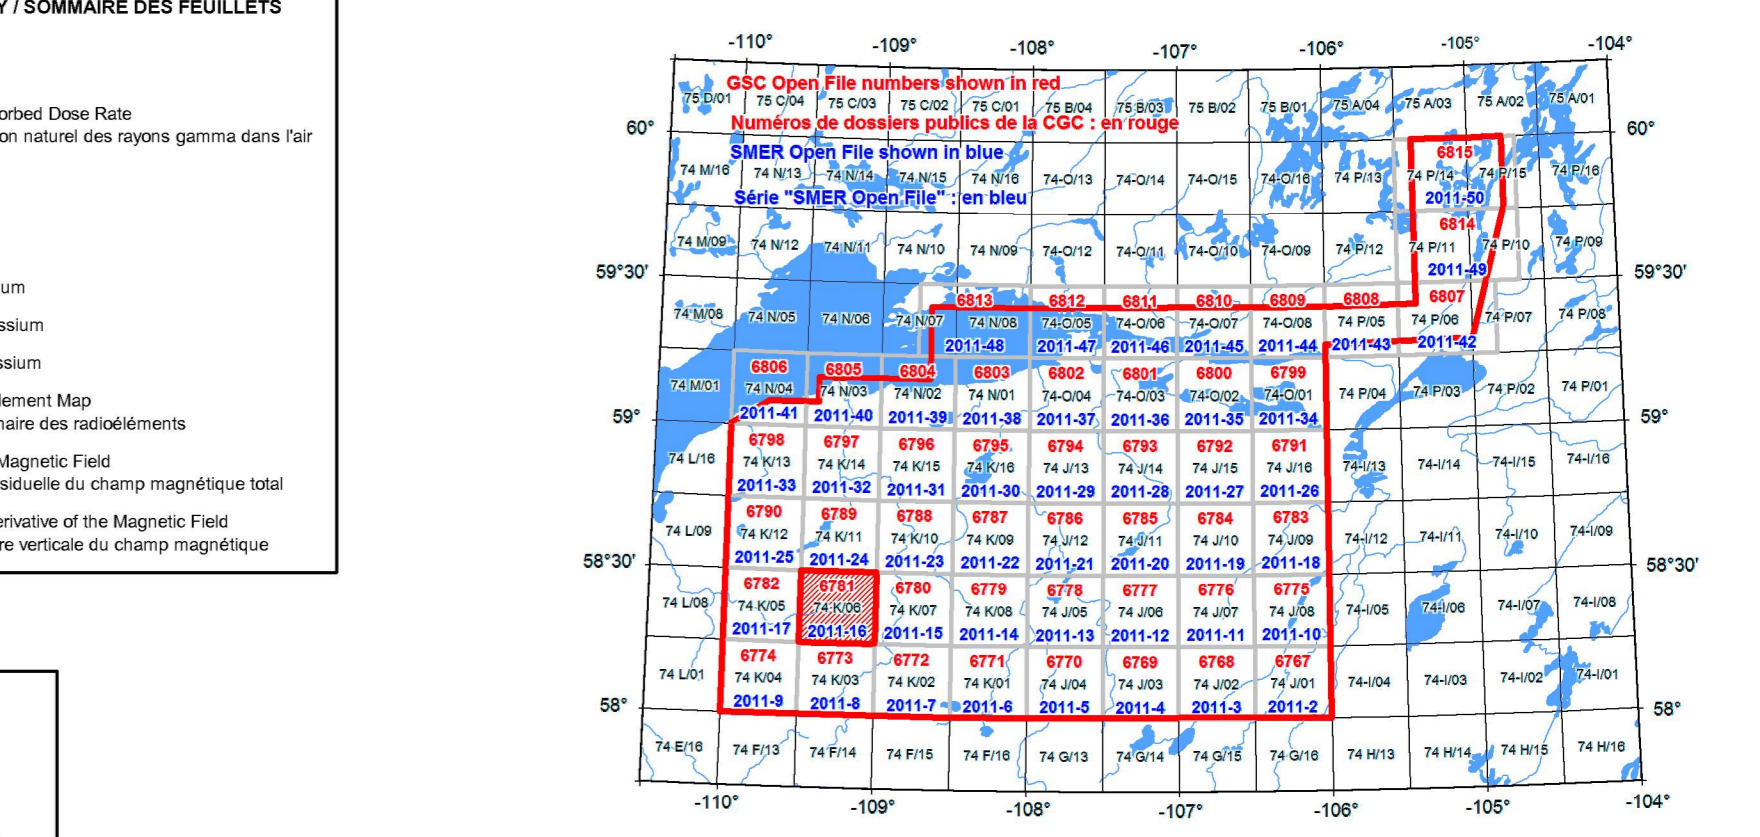 Y / SOMMAIRE DES FEUILLETS
orbed Dose Rate
on naturel des rayons gamma dans l'air
um
ssium
ssium
lement Map
naire des radioéléments
Magnetic Field
siduelle du champ magnétique total
erivative of the Magnetic Field
re verticale du champ magnétique
-110° -109° -108° -107° -106° -105° -104°
GSC Open File numbers shown in red
75 D/01 75 C/04 75 C/03 75 C/02 75 C/01 75 B/04 75 B/03 75 B/02 75 B/01 75 A/04 75 A/03 75 A/02 75 A/01
Numéros de dossiers publics de la CGC : en rouge
60° 60°
SMER Open File shown in blue
6815
74 M/16 74 N/13 74 N/14 74 N/15 74 N/16 74-O/13 74-O/14 74-O/15 74-O/16 74 P/13 74 P/14 74 P/15 74 P/16
Série "SMER Open File" : en bleu
2011-50
6814
74 M/09 74 N/12 74 N/11 74 N/10 74 N/09 74-O/12 74-O/11 74-O/10 74-O/09 74 P/12 74 P/11 74 P/10 74 P/09
2011-49
59°30' 59°30'
6813 6812 6811 6810 6809 6808 6807
74 M/08 74 N/05 74 N/06 74 N/07 74 N/08 74-O/05 74-O/06 74-O/07 74-O/08 74 P/05 74 P/06 74 P/07 74 P/08
2011-48 2011-47 2011-46 2011-45 2011-44 2011-43 2011-42
6806 6805 6804 6803 6802 6801 6800 6799
74 M/01 74 N/04 74 N/03 74 N/02 74 N/01 74-O/04 74-O/03 74-O/02 74-O/01 74 P/04 74 P/03 74 P/02 74 P/01
2011-41 2011-40 2011-39 2011-38 2011-37 2011-36 2011-35 2011-34
59° 59°
6798 6797 6796 6795 6794 6793 6792 6791
74 L/16 74 K/13 74 K/14 74 K/15 74 K/16 74 J/13 74 J/14 74 J/15 74 J/16 74-I/13 74-I/14 74-I/15 74-I/16
2011-33 2011-32 2011-31 2011-30 2011-29 2011-28 2011-27 2011-26
6790 6789 6788 6787 6786 6785 6784 6783
74 L/09 74 K/12 74 K/11 74 K/10 74 K/09 74 J/12 74 J/11 74 J/10 74 J/09 74-I/12 74-I/11 74-I/10 74-I/09
2011-25 2011-24 2011-23 2011-22 2011-21 2011-20 2011-19 2011-18
58°30' 58°30'
6782 6781 6780 6779 6778 6777 6776 6775
74 L/08 74 K/05 74 K/06 74 K/07 74 K/08 74 J/05 74 J/06 74 J/07 74 J/08 74-I/05 74-I/06 74-I/07 74-I/08
2011-17 2011-16 2011-15 2011-14 2011-13 2011-12 2011-11 2011-10
6774 6773 6772 6771 6770 6769 6768 6767
74 L/01 74 K/04 74 K/03 74 K/02 74 K/01 74 J/04 74 J/03 74 J/02 74 J/01 74-I/04 74-I/03 74-I/02 74-I/01
2011-9 2011-8 2011-7 2011-6 2011-5 2011-4 2011-3 2011-2
58° 58°
74 E/16 74 F/13 74 F/14 74 F/15 74 F/16 74 G/13 74 G/14 74 G/15 74 G/16 74 H/13 74 H/14 74 H/15 74 H/16
-110° -109° -108° -107° -106° -105° -104°